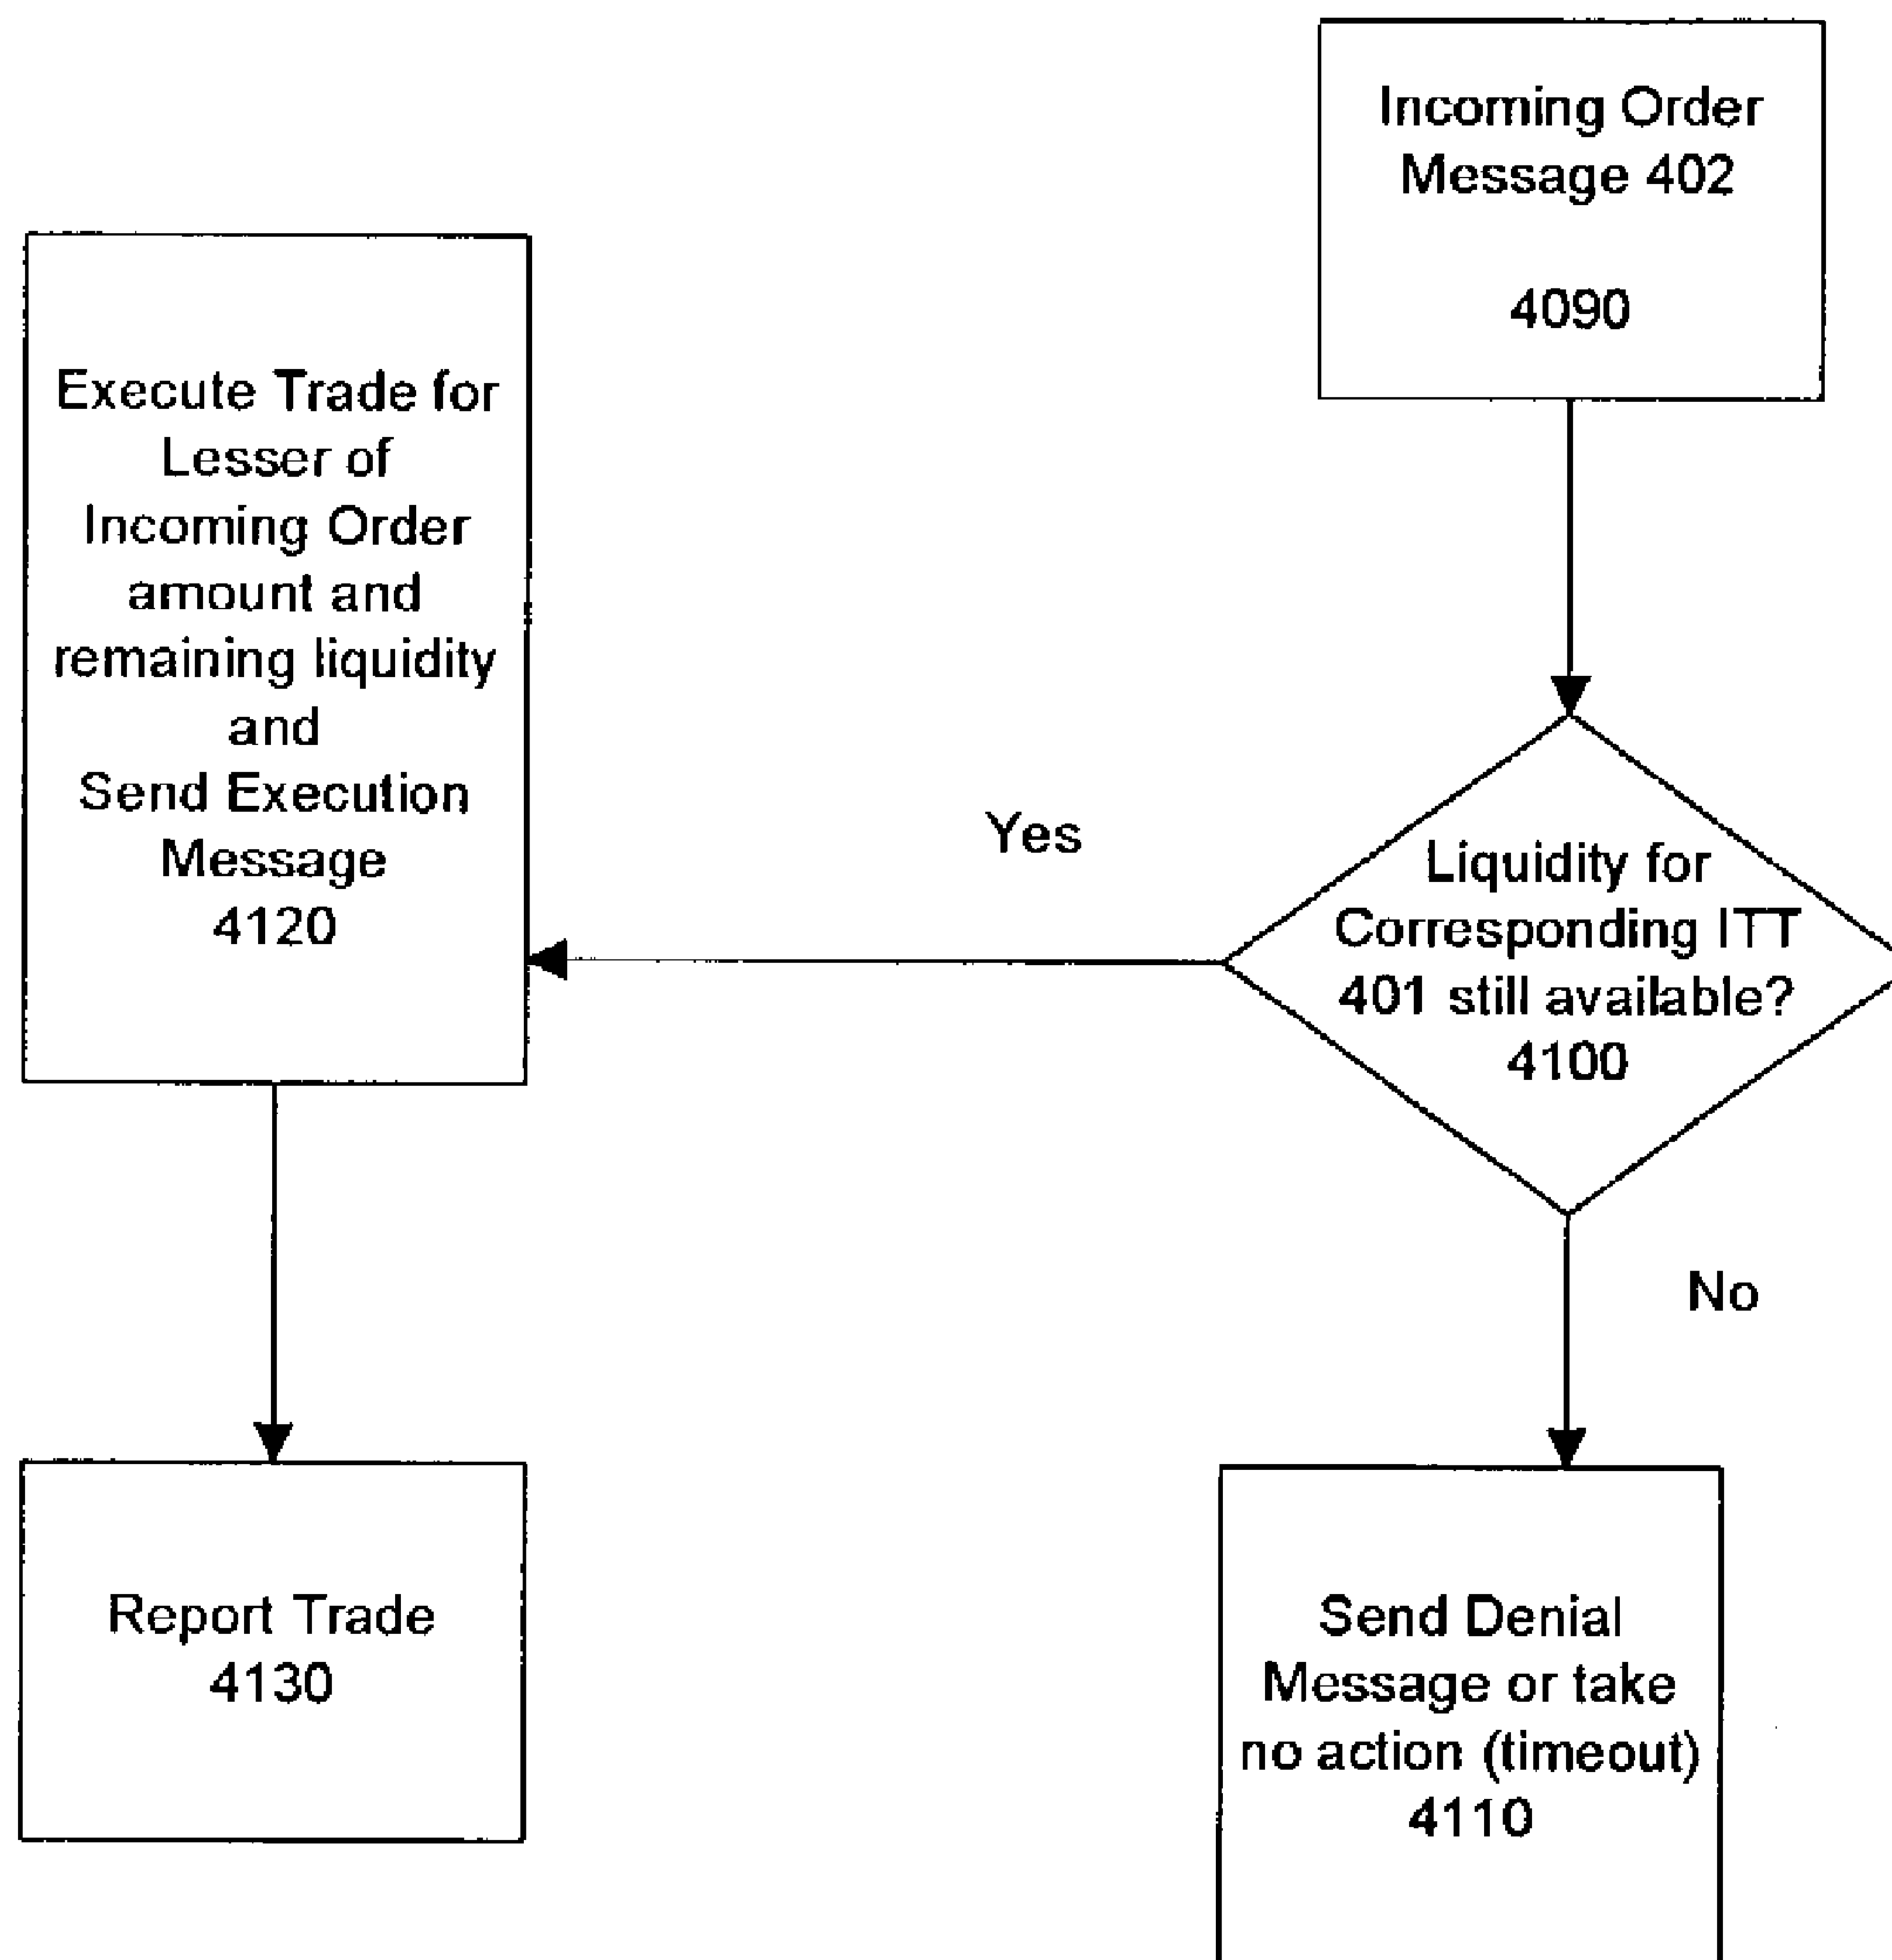 Incoming Order
Message 402
4090
Execute Trade for
Lesser of
Incoming Order
amount and
remaining liquidity
and
Send Execution
Message
4120
Yes
Liquidity for
Corresponding ITT
401 still available?
4100
No
Report Trade
4130
Send Denial
Message or take
no action (timeout)
4110